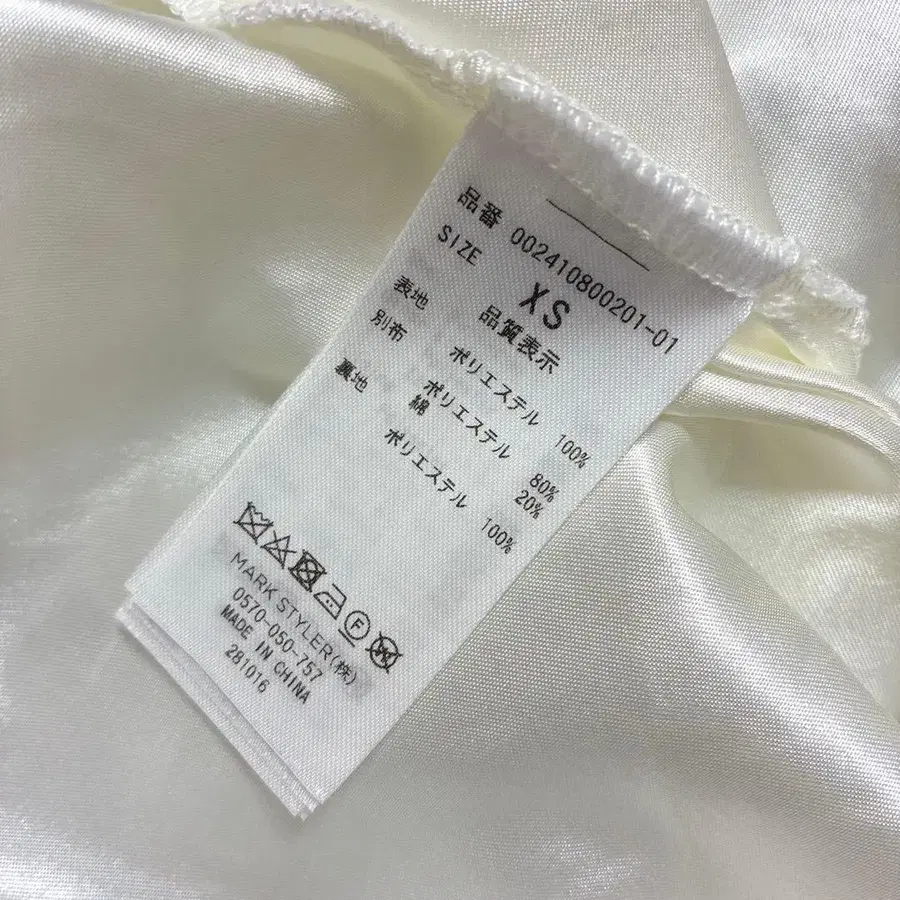 品番 002410800201-01
SIZE XS
品質表示
表地 ポリエステル 100%
別布 ポリエステル 80%
綿 20%
裏地 ポリエステル 100%
F
W
MARK STYLER(株)
0570-050-757
MADE IN CHINA
281016